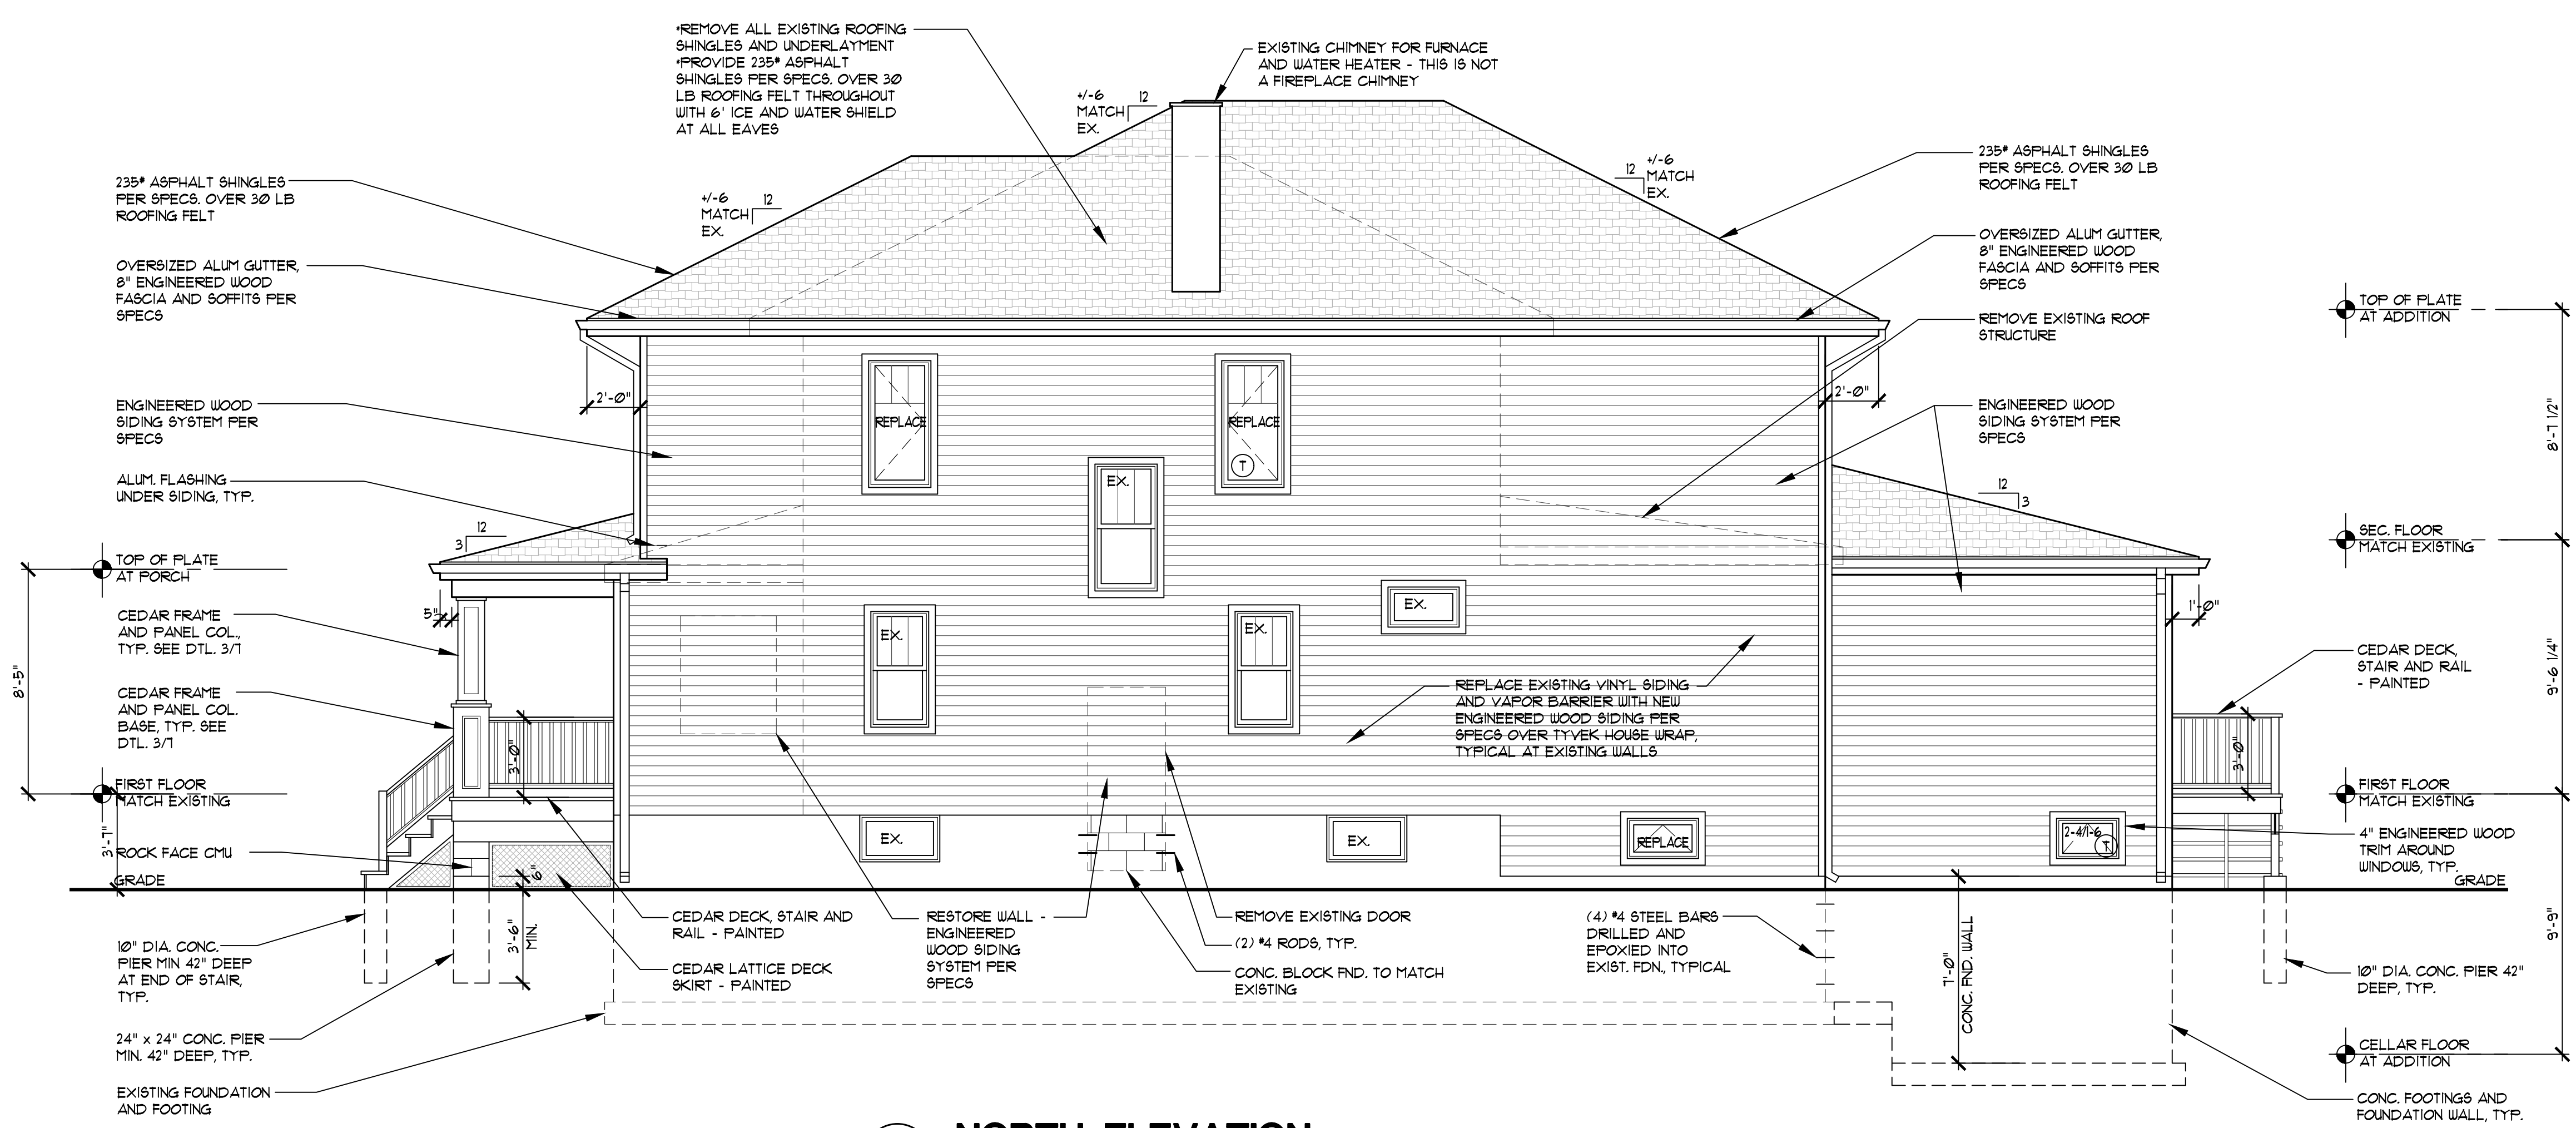 *REMOVE ALL EXISTING ROOFING
SHINGLES AND UNDERLAYMENT
*PROVIDE 235# ASPHALT
SHINGLES PER SPECS. OVER 30
LB ROOFING FELT THROUGHOUT
WITH 6' ICE AND WATER SHIELD
AT ALL EAVES
EXISTING CHIMNEY FOR FURNACE
AND WATER HEATER - THIS IS NOT
A FIREPLACE CHIMNEY
+/-6
MATCH
EX.
12
+/-6
MATCH
EX.
12
12
+/-6
MATCH
EX.
235# ASPHALT SHINGLES
PER SPECS. OVER 30 LB
ROOFING FELT
OVERSIZED ALUM GUTTER,
8" ENGINEERED WOOD
FASCIA AND SOFFITS PER
SPECS
ENGINEERED WOOD
SIDING SYSTEM PER
SPECS
ALUM. FLASHING
UNDER SIDING, TYP.
TOP OF PLATE
AT PORCH
CEDAR FRAME
AND PANEL COL.,
TYP. SEE DTL. 3/7
CEDAR FRAME
AND PANEL COL.
BASE, TYP. SEE
DTL. 3/7
FIRST FLOOR
MATCH EXISTING
ROCK FACE CMU
GRADE
10" DIA. CONC.
PIER MIN 42" DEEP
AT END OF STAIR,
TYP.
24" x 24" CONC. PIER
MIN. 42" DEEP, TYP.
EXISTING FOUNDATION
AND FOOTING
8'-5"
3'-7"
12
3
5"
3'-0"
6"
3'-6"
MIN.
2'-0"
REPLACE
REPLACE
T
EX.
EX.
EX.
EX.
EX.
EX.
REPLACE
2-4/1-6
T
2'-0"
12
3
1'-0"
3'-0"
REPLACE EXISTING VINYL SIDING
AND VAPOR BARRIER WITH NEW
ENGINEERED WOOD SIDING PER
SPECS OVER TYVEK HOUSE WRAP,
TYPICAL AT EXISTING WALLS
CEDAR DECK, STAIR AND
RAIL - PAINTED
CEDAR LATTICE DECK
SKIRT - PAINTED
RESTORE WALL -
ENGINEERED
WOOD SIDING
SYSTEM PER
SPECS
REMOVE EXISTING DOOR
(2) #4 RODS, TYP.
CONC. BLOCK FND. TO MATCH
EXISTING
(4) #4 STEEL BARS
DRILLED AND
EPOXIED INTO
EXIST. FDN., TYPICAL
7'-0"
CONC. FND. WALL
235# ASPHALT SHINGLES
PER SPECS. OVER 30 LB
ROOFING FELT
OVERSIZED ALUM GUTTER,
8" ENGINEERED WOOD
FASCIA AND SOFFITS PER
SPECS
REMOVE EXISTING ROOF
STRUCTURE
ENGINEERED WOOD
SIDING SYSTEM PER
SPECS
TOP OF PLATE
AT ADDITION
8'-7 1/2"
SEC. FLOOR
MATCH EXISTING
CEDAR DECK,
STAIR AND RAIL
- PAINTED
9'-6 1/4"
FIRST FLOOR
MATCH EXISTING
4" ENGINEERED WOOD
TRIM AROUND
WINDOWS, TYP.
GRADE
9'-9"
10" DIA. CONC. PIER 42"
DEEP, TYP.
CELLAR FLOOR
AT ADDITION
CONC. FOOTINGS AND
FOUNDATION WALL, TYP.
NORTH ELEVATION